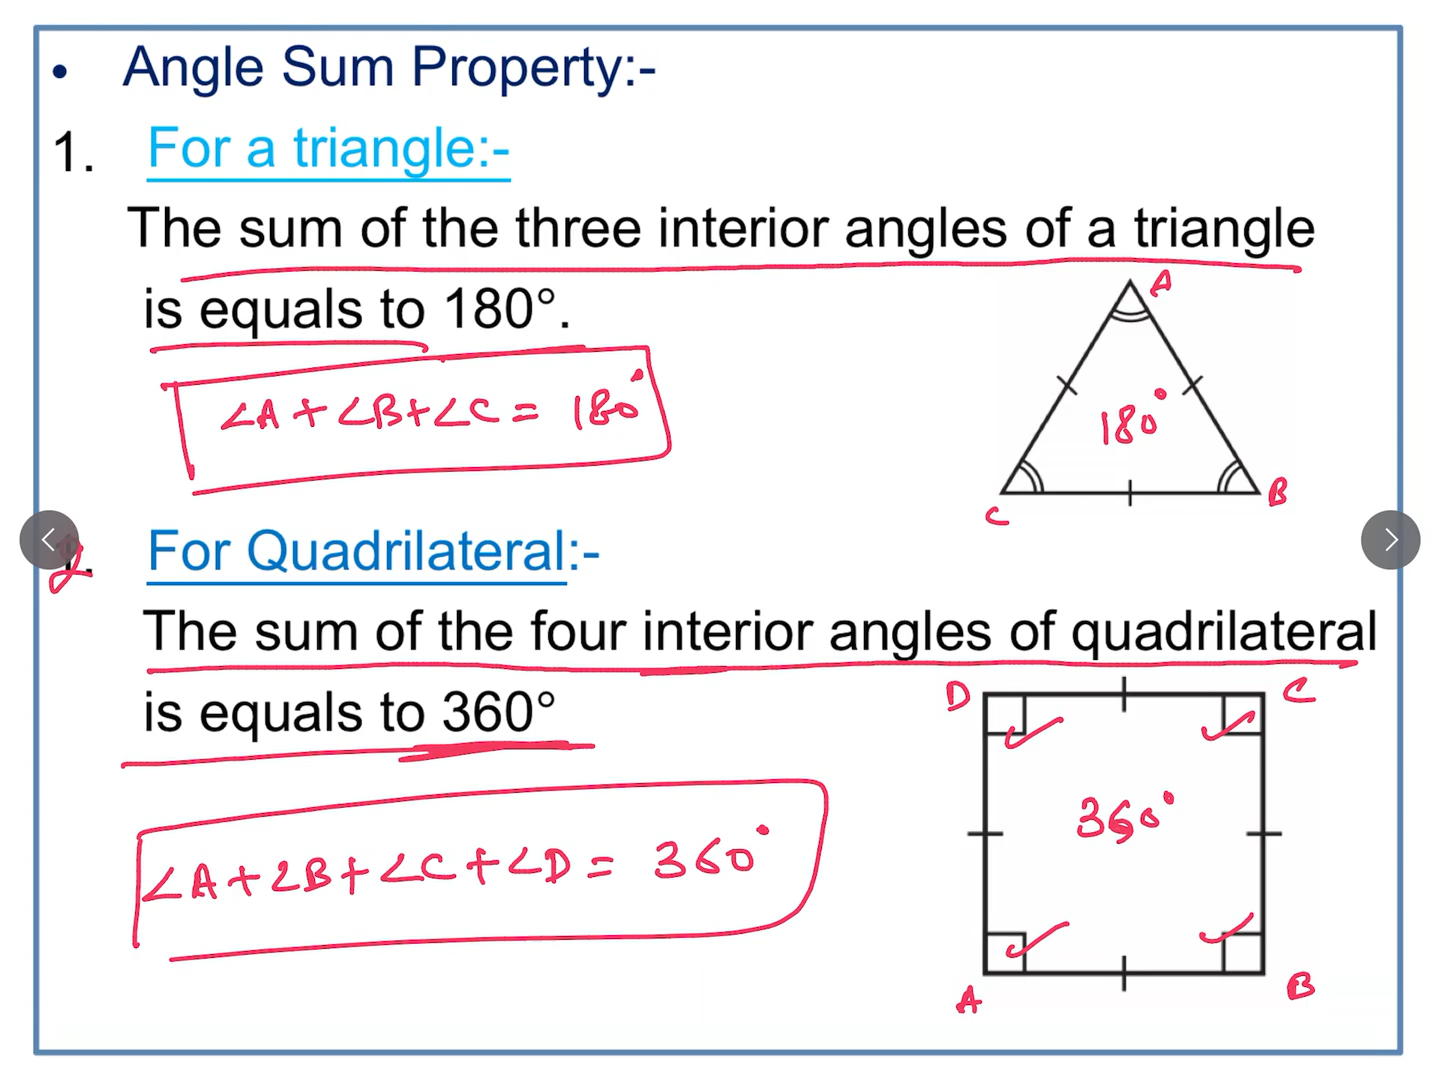 • Angle Sum Property:-
1. For a triangle:-
The sum of the three interior angles of a triangle
is equals to 180°.
∠A+∠B+∠C = 180°
A
180°
C
B
2. For Quadrilateral:-
The sum of the four interior angles of quadrilateral
is equals to 360°
∠A+∠B+∠C+∠D = 360°
D
C
360°
A
B